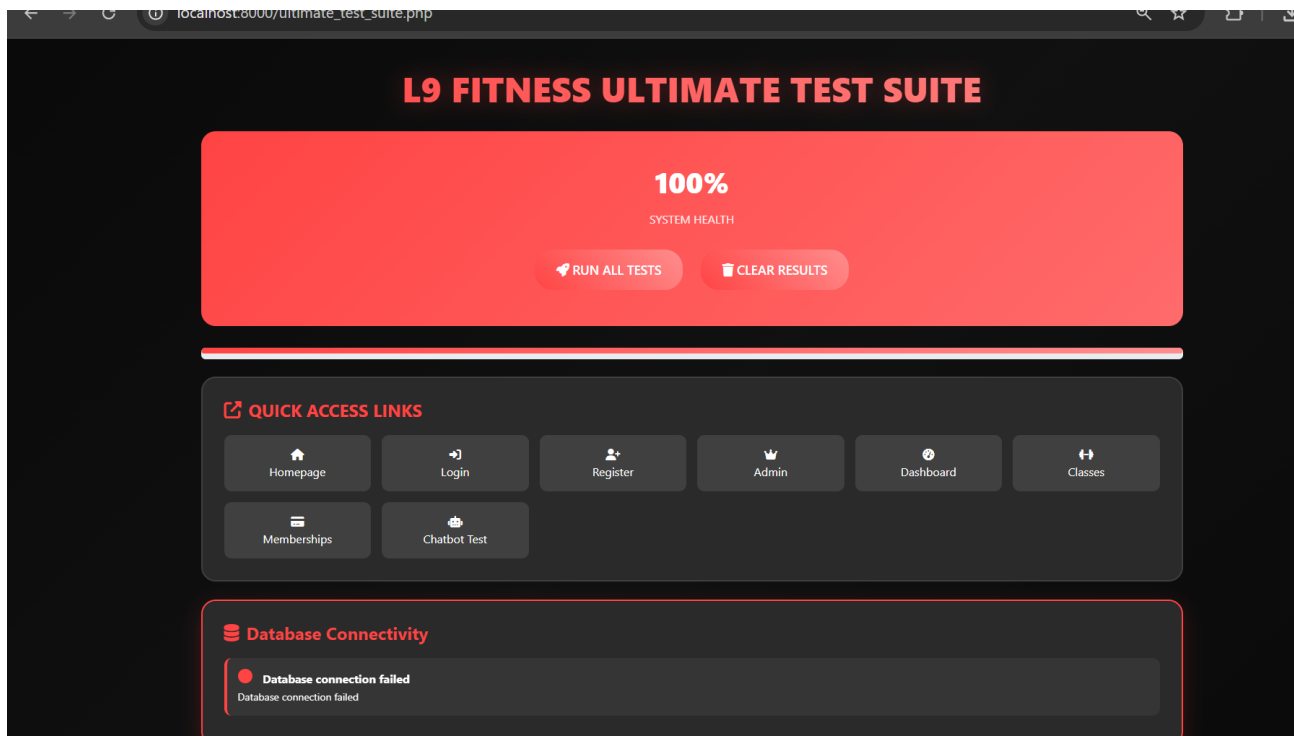 localhost:8000/ultimate_test_suite.php
L9 FITNESS ULTIMATE TEST SUITE
100%
SYSTEM HEALTH
RUN ALL TESTS
CLEAR RESULTS
QUICK ACCESS LINKS
Homepage
Login
Register
Admin
Dashboard
Classes
Memberships
Chatbot Test
Database Connectivity
Database connection failed
Database connection failed